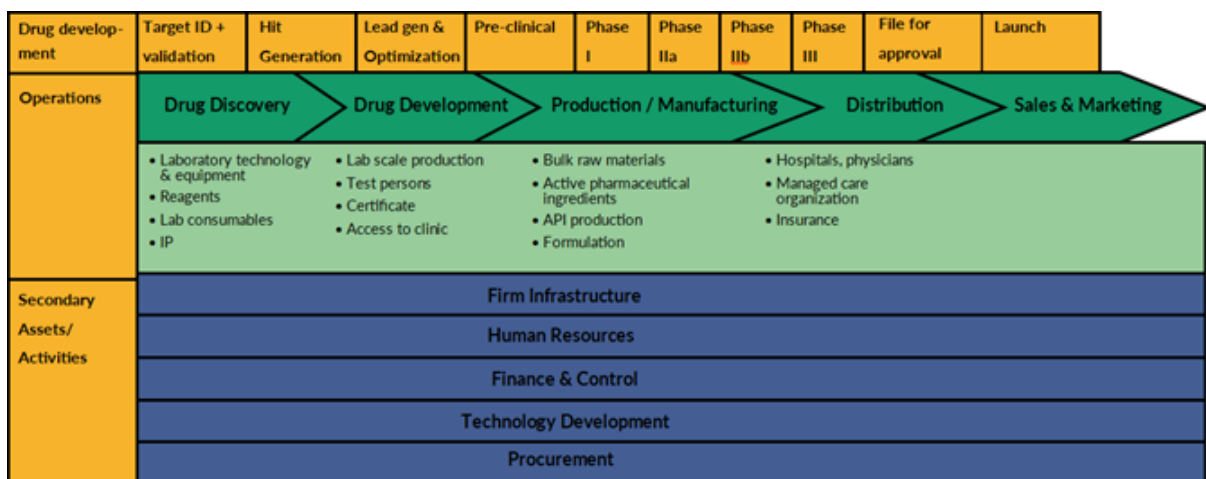 Drug develop-
ment
Target ID +
validation
Hit
Generation
Lead gen &
Optimization
Pre-clinical
Phase
I
Phase
IIa
Phase
IIb
Phase
III
File for
approval
Launch
Operations
Drug Discovery
Drug Development
Production / Manufacturing
Distribution
Sales & Marketing
• Laboratory technology
& equipment
• Reagents
• Lab consumables
• IP
• Lab scale production
• Test persons
• Certificate
• Access to clinic
• Bulk raw materials
• Active pharmaceutical
ingredients
• API production
• Formulation
• Hospitals, physicians
• Managed care
organization
• Insurance
Secondary
Assets/
Activities
Firm Infrastructure
Human Resources
Finance & Control
Technology Development
Procurement